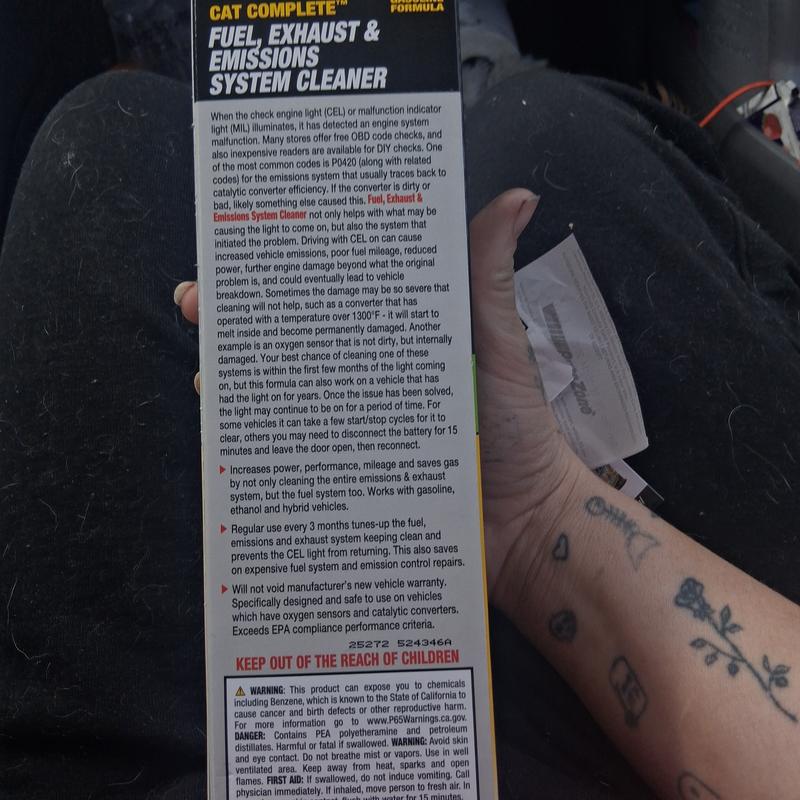 CAT COMPLETE™
GASOLINE
FORMULA
FUEL, EXHAUST &
EMISSIONS
SYSTEM CLEANER
When the check engine light (CEL) or malfunction indicator
light (MIL) illuminates, it has detected an engine system
malfunction. Many stores offer free OBD code checks, and
also inexpensive readers are available for DIY checks. One
of the most common codes is P0420 (along with related
codes) for the emissions system that usually traces back to
catalytic converter efficiency. If the converter is dirty or
bad, likely something else caused this. Fuel, Exhaust &
Emissions System Cleaner not only helps with what may be
causing the light to come on, but also the system that
initiated the problem. Driving with CEL on can cause
increased vehicle emissions, poor fuel mileage, reduced
power, further engine damage beyond what the original
problem is, and could eventually lead to vehicle
breakdown. Sometimes the damage may be so severe that
cleaning will not help, such as a converter that has
operated with a temperature over 1300°F - it will start to
melt inside and become permanently damaged. Another
example is an oxygen sensor that is not dirty, but internally
damaged. Your best chance of cleaning one of these
systems is within the first few months of the light coming
on, but this formula can also work on a vehicle that has
had the light on for years. Once the issue has been solved,
the light may continue to be on for a period of time. For
some vehicles it can take a few start/stop cycles for it to
clear, others you may need to disconnect the battery for 15
minutes and leave the door open, then reconnect.
Increases power, performance, mileage and saves gas
by not only cleaning the entire emissions & exhaust
system, but the fuel system too. Works with gasoline,
ethanol and hybrid vehicles.
Regular use every 3 months tunes-up the fuel,
emissions and exhaust system keeping clean and
prevents the CEL light from returning. This also saves
on expensive fuel system and emission control repairs.
Will not void manufacturer's new vehicle warranty.
Specifically designed and safe to use on vehicles
which have oxygen sensors and catalytic converters.
Exceeds EPA compliance performance criteria.
25272 524346A
KEEP OUT OF THE REACH OF CHILDREN
WARNING: This product can expose you to chemicals
including Benzene, which is known to the State of California to
cause cancer and birth defects or other reproductive harm.
For more information go to www.P65Warnings.ca.gov.
DANGER: Contains PEA polyetheramine and petroleum
distillates. Harmful or fatal if swallowed. WARNING: Avoid skin
and eye contact. Do not breathe mist or vapors. Use in well
ventilated area. Keep away from heat, sparks and open
flames. FIRST AID: If swallowed, do not induce vomiting. Call
physician immediately. If inhaled, move person to fresh air. In
flush with water for 15 minutes.